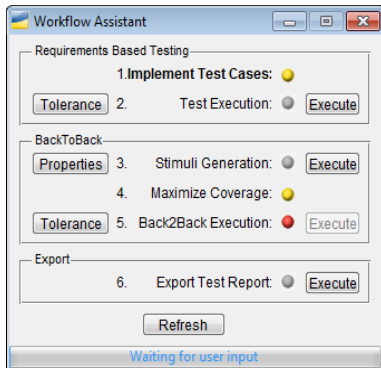 Workflow Assistant
Requirements Based Testing
1.Implement Test Cases:
Tolerance 2. Test Execution: Execute
BackToBack
Properties 3. Stimuli Generation: Execute
4. Maximize Coverage:
Tolerance 5. Back2Back Execution: Execute
Export
6. Export Test Report: Execute
Refresh
Waiting for user input